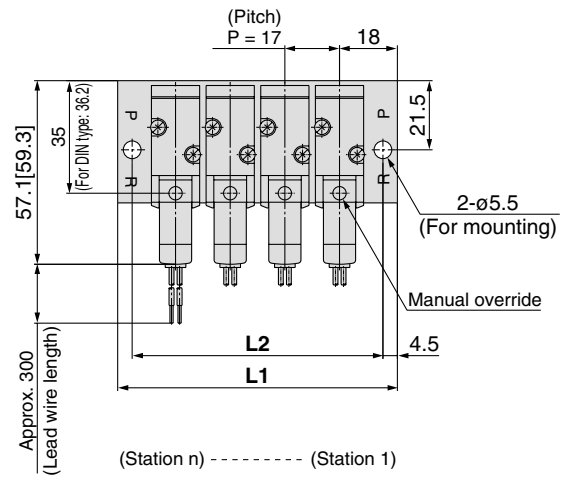 (Pitch)
P = 17
18
57.1[59.3]
35
(For DIN type: 36.2)
P
R
P
R
21.5
2-ø5.5
(For mounting)
Manual override
L2
4.5
L1
Approx. 300
(Lead wire length)
(Station n) - - - - - - - - (Station 1)